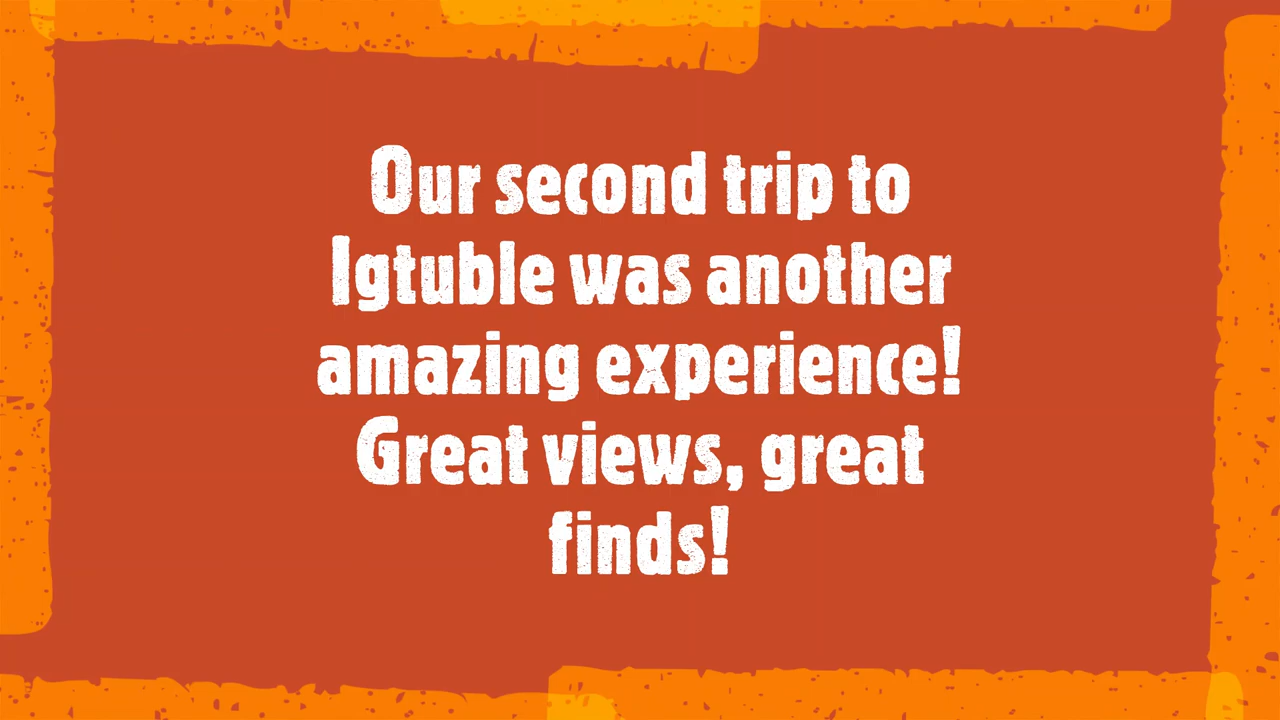 Our second trip to
Igtuble was another
amazing experience!
Great views, great
finds!